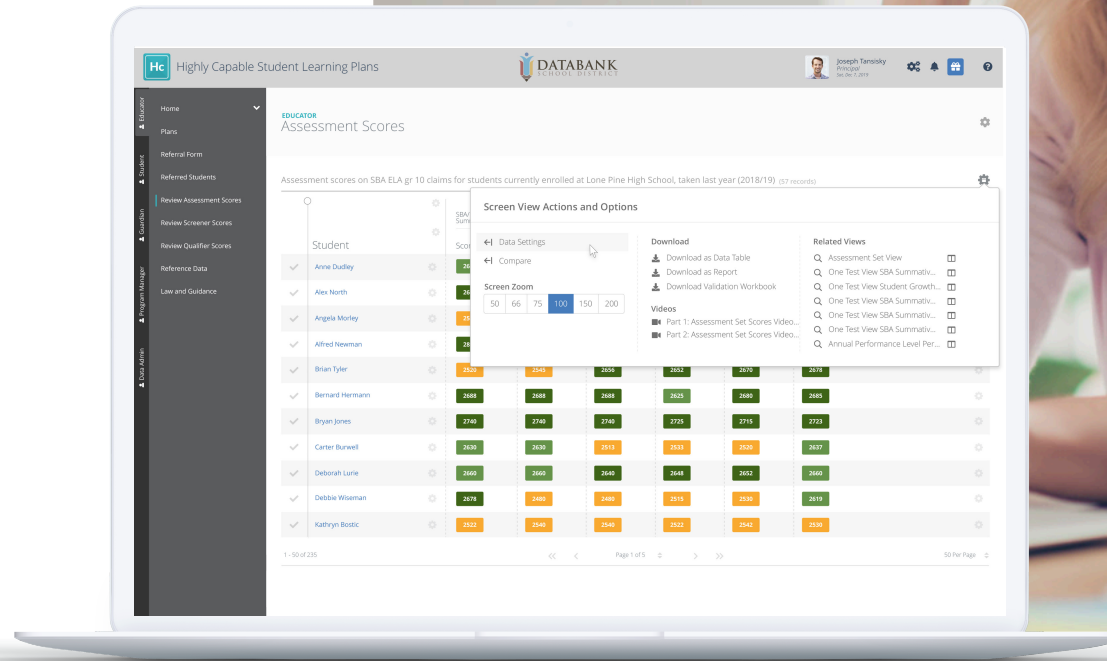 Hc Highly Capable Student Learning Plans
DATABANK
SCHOOL DISTRICT
Joseph Tansisky
Principal
Sat, Dec 7, 2019
Educator
Student
Guardian
Program Manager
Data Admin
Home
Plans
Referral Form
Referred Students
Review Assessment Scores
Review Screener Scores
Review Qualifier Scores
Reference Data
Law and Guidance
EDUCATOR
Assessment Scores
Assessment scores on SBA ELA gr 10 claims for students currently enrolled at Lone Pine High School, taken last year (2018/19) (57 records)
Student
Anne Dudley
Alex North
Angela Morley
Alfred Newman
Screen View Actions and Options
Data Settings
Compare
Screen Zoom
50 66 75 100 150 200
Download
Download as Data Table
Download as Report
Download Validation Workbook
Videos
Part 1: Assessment Set Scores Video...
Part 2: Assessment Set Scores Video...
Related Views
Assessment Set View
One Test View SBA Summativ...
One Test View Student Growth...
One Test View SBA Summativ...
One Test View SBA Summativ...
One Test View SBA Summativ...
Annual Performance Level Per...
Brian Tyler 2520 2545 2656 2652 2670 2678
Bernard Hermann 2688 2688 2688 2625 2680 2685
Bryan Jones 2740 2740 2740 2725 2715 2723
Carter Burwell 2630 2630 2513 2533 2520 2637
Deborah Lurie 2660 2660 2640 2648 2652 2660
Debbie Wiseman 2678 2480 2480 2515 2530 2619
Kathryn Bostic 2522 2540 2540 2522 2542 2530
1 - 50 of 235
Page 1 of 5
50 Per Page